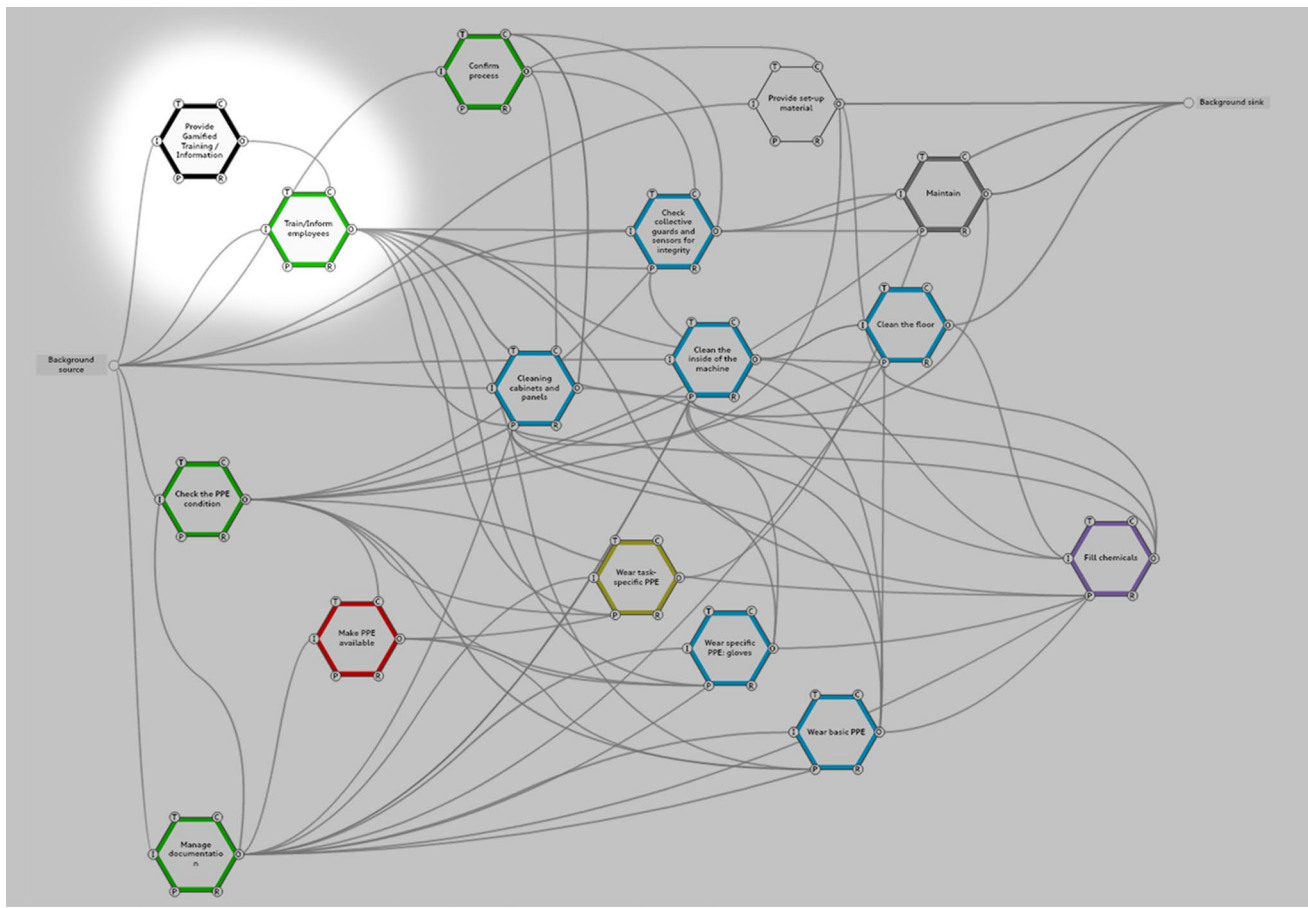 T C
Confirm
process
I O
P R
T C
Provide set-up
material
I O
P R
Background sink
T C
Provide
Gamified
Training /
Information
I O
P R
T C
Maintain
I O
P R
T C
Train/Inform
employees
I O
P R
T C
Check
collective
guards and
sensors for
integrity
I O
P R
T C
Clean the floor
I O
P R
Background
source
T C
Cleaning
cabinets and
panels
I O
P R
T C
Clean the
inside of the
machine
I O
P R
T C
Check the PPE
condition
I O
P R
T C
Wear task-
specific PPE
I O
P R
T C
Fill chemicals
I O
P R
T C
Make PPE
available
I O
P R
T C
Wear specific
PPE: gloves
I O
P R
T C
Wear basic PPE
I O
P R
T C
Manage
documentatio
n
I O
P R